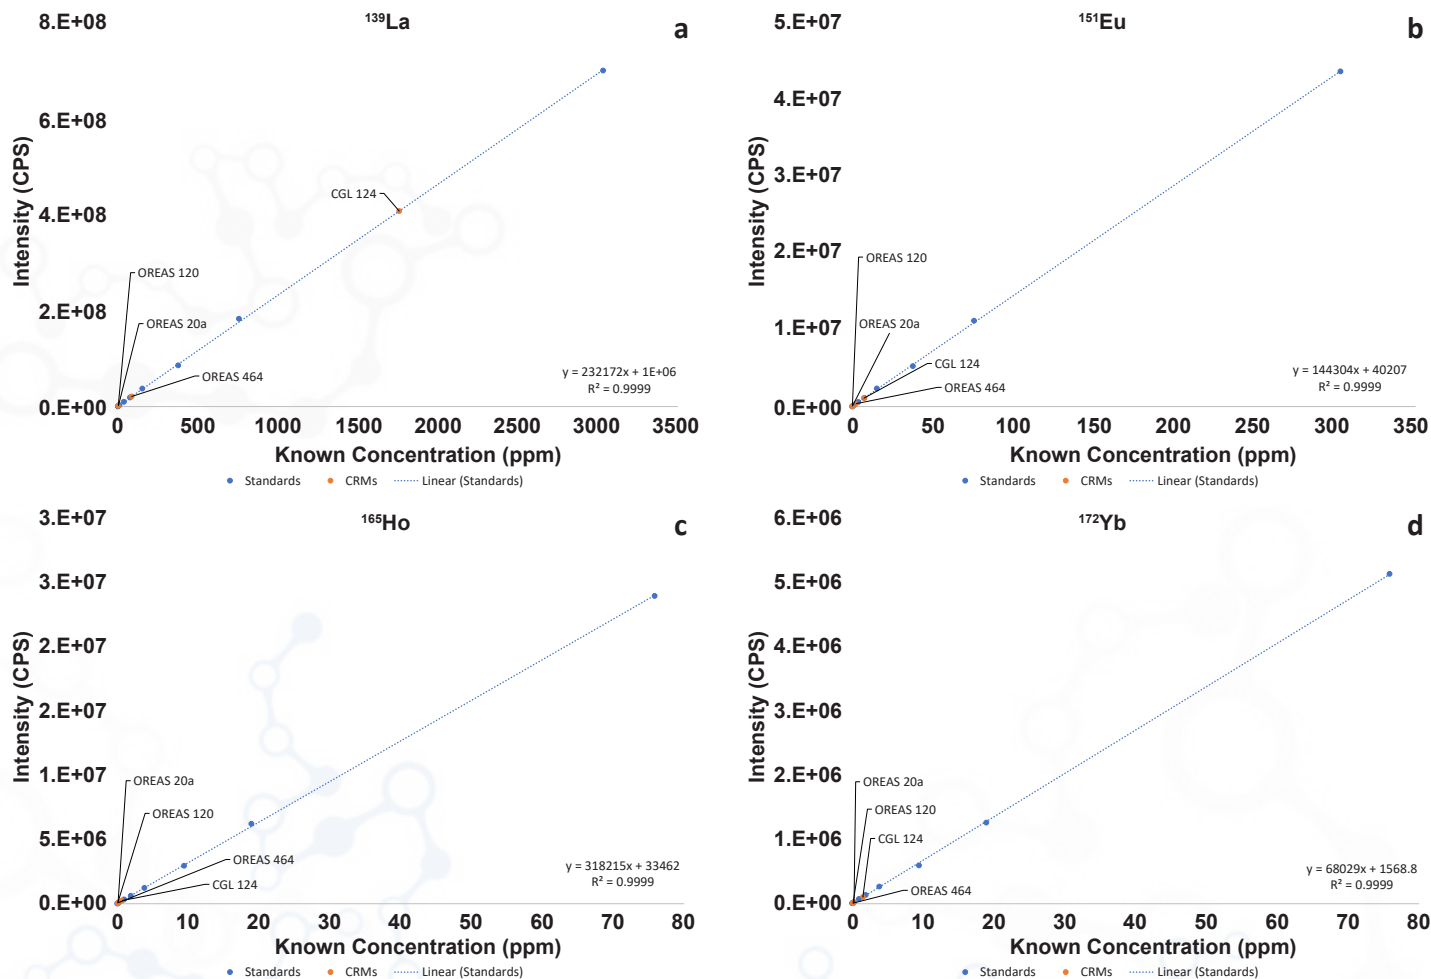 ¹³⁹La
a
8.E+08
6.E+08
4.E+08
2.E+08
0.E+00
Intensity (CPS)
CGL 124
OREAS 120
OREAS 20a
OREAS 464
y = 232172x + 1E+06
R² = 0.9999
0 500 1000 1500 2000 2500 3000 3500
Known Concentration (ppm)
Standards CRMs Linear (Standards)
¹⁵¹Eu
b
5.E+07
4.E+07
3.E+07
2.E+07
1.E+07
0.E+00
Intensity (CPS)
OREAS 120
OREAS 20a
CGL 124
OREAS 464
y = 144304x + 40207
R² = 0.9999
0 50 100 150 200 250 300 350
Known Concentration (ppm)
Standards CRMs Linear (Standards)
¹⁶⁵Ho
c
3.E+07
3.E+07
2.E+07
2.E+07
1.E+07
5.E+06
0.E+00
Intensity (CPS)
OREAS 20a
OREAS 120
OREAS 464
CGL 124
y = 318215x + 33462
R² = 0.9999
0 10 20 30 40 50 60 70 80
Known Concentration (ppm)
Standards CRMs Linear (Standards)
¹⁷²Yb
d
6.E+06
5.E+06
4.E+06
3.E+06
2.E+06
1.E+06
0.E+00
Intensity (CPS)
OREAS 20a
OREAS 120
CGL 124
OREAS 464
y = 68029x + 1568.8
R² = 0.9999
0 10 20 30 40 50 60 70 80
Known Concentration (ppm)
Standards CRMs Linear (Standards)